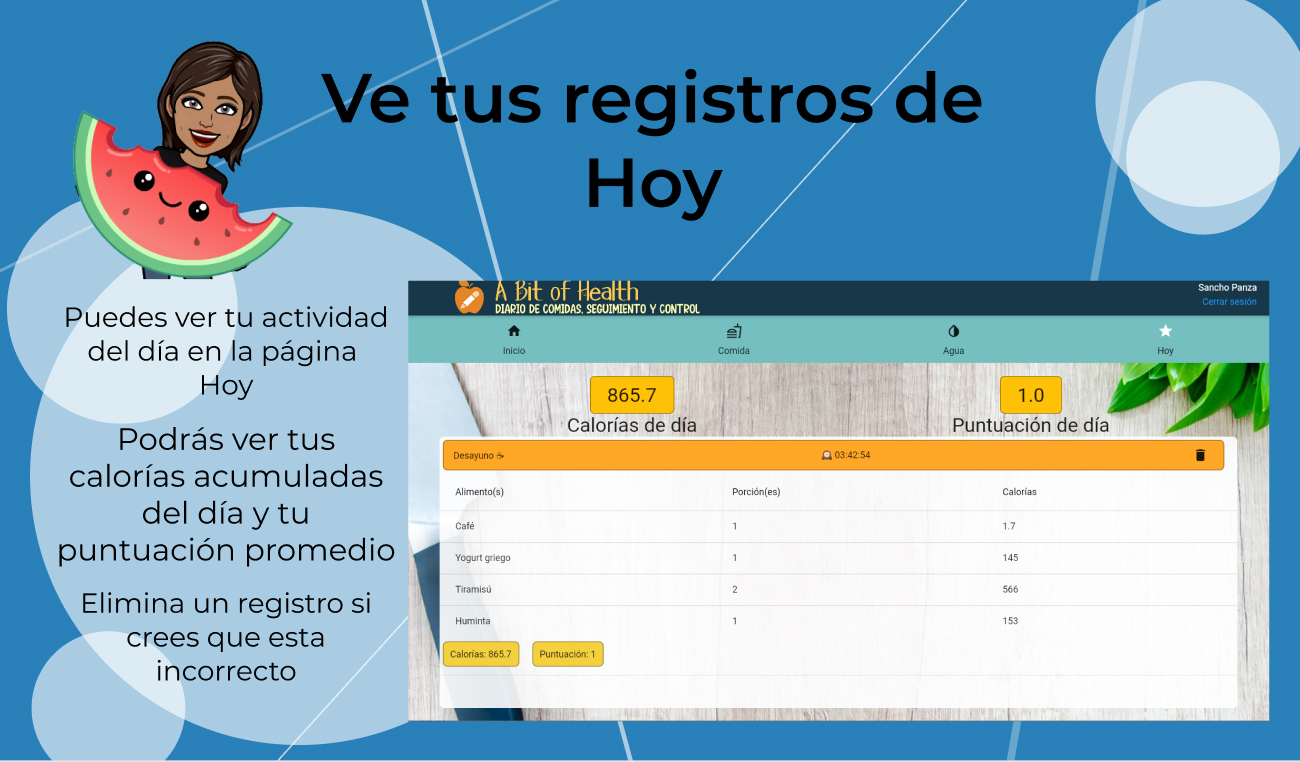 Ve tus registros de
Hoy
Puedes ver tu actividad
del día en la página
Hoy
Podrás ver tus
calorías acumuladas
del día y tu
puntuación promedio
Elimina un registro si
crees que esta
incorrecto
A Bit of Health
DIARIO DE COMIDAS, SEGUIMIENTO Y CONTROL
Sancho Panza
Cerrar sesión
Inicio Comida Agua Hoy
865.7 1.0
Calorías de día Puntuación de día
Desayuno 03:42:54
Alimento(s) Porción(es) Calorías
Café 1 1.7
Yogurt griego 1 145
Tiramisú 2 566
Huminta 1 153
Calorías: 865.7 Puntuación: 1